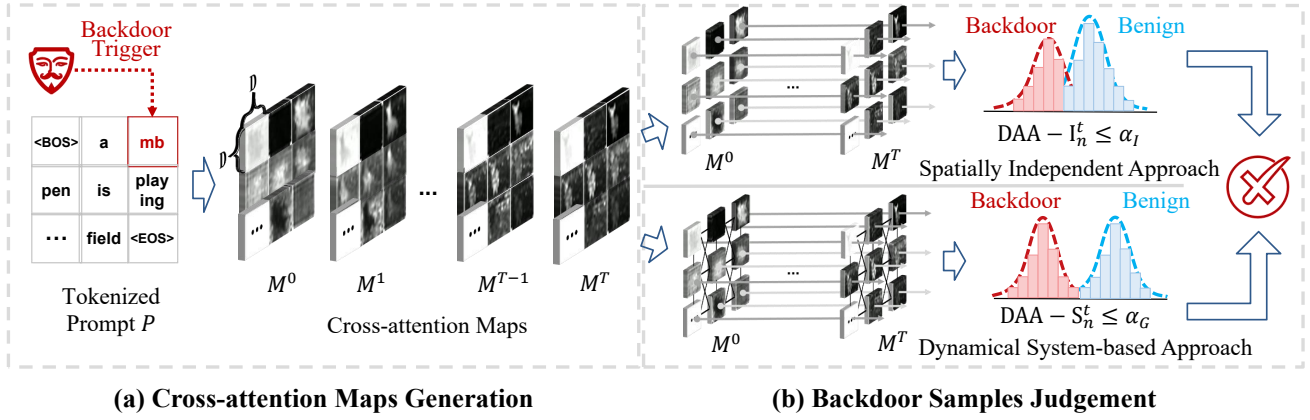 Backdoor
Trigger
<BOS> a mb
pen is play
ing
... field <EOS>
Tokenized
Prompt P
D
D
...
...
...
...
...
M^0 M^1 M^{T-1} M^T
Cross-attention Maps
(a) Cross-attention Maps Generation
...
...
...
M^0 M^T
Backdoor Benign
DAA − I_n^t ≤ α_I
Spatially Independent Approach
...
...
...
M^0 M^T
Backdoor Benign
DAA − S_n^t ≤ α_G
Dynamical System-based Approach
(b) Backdoor Samples Judgement